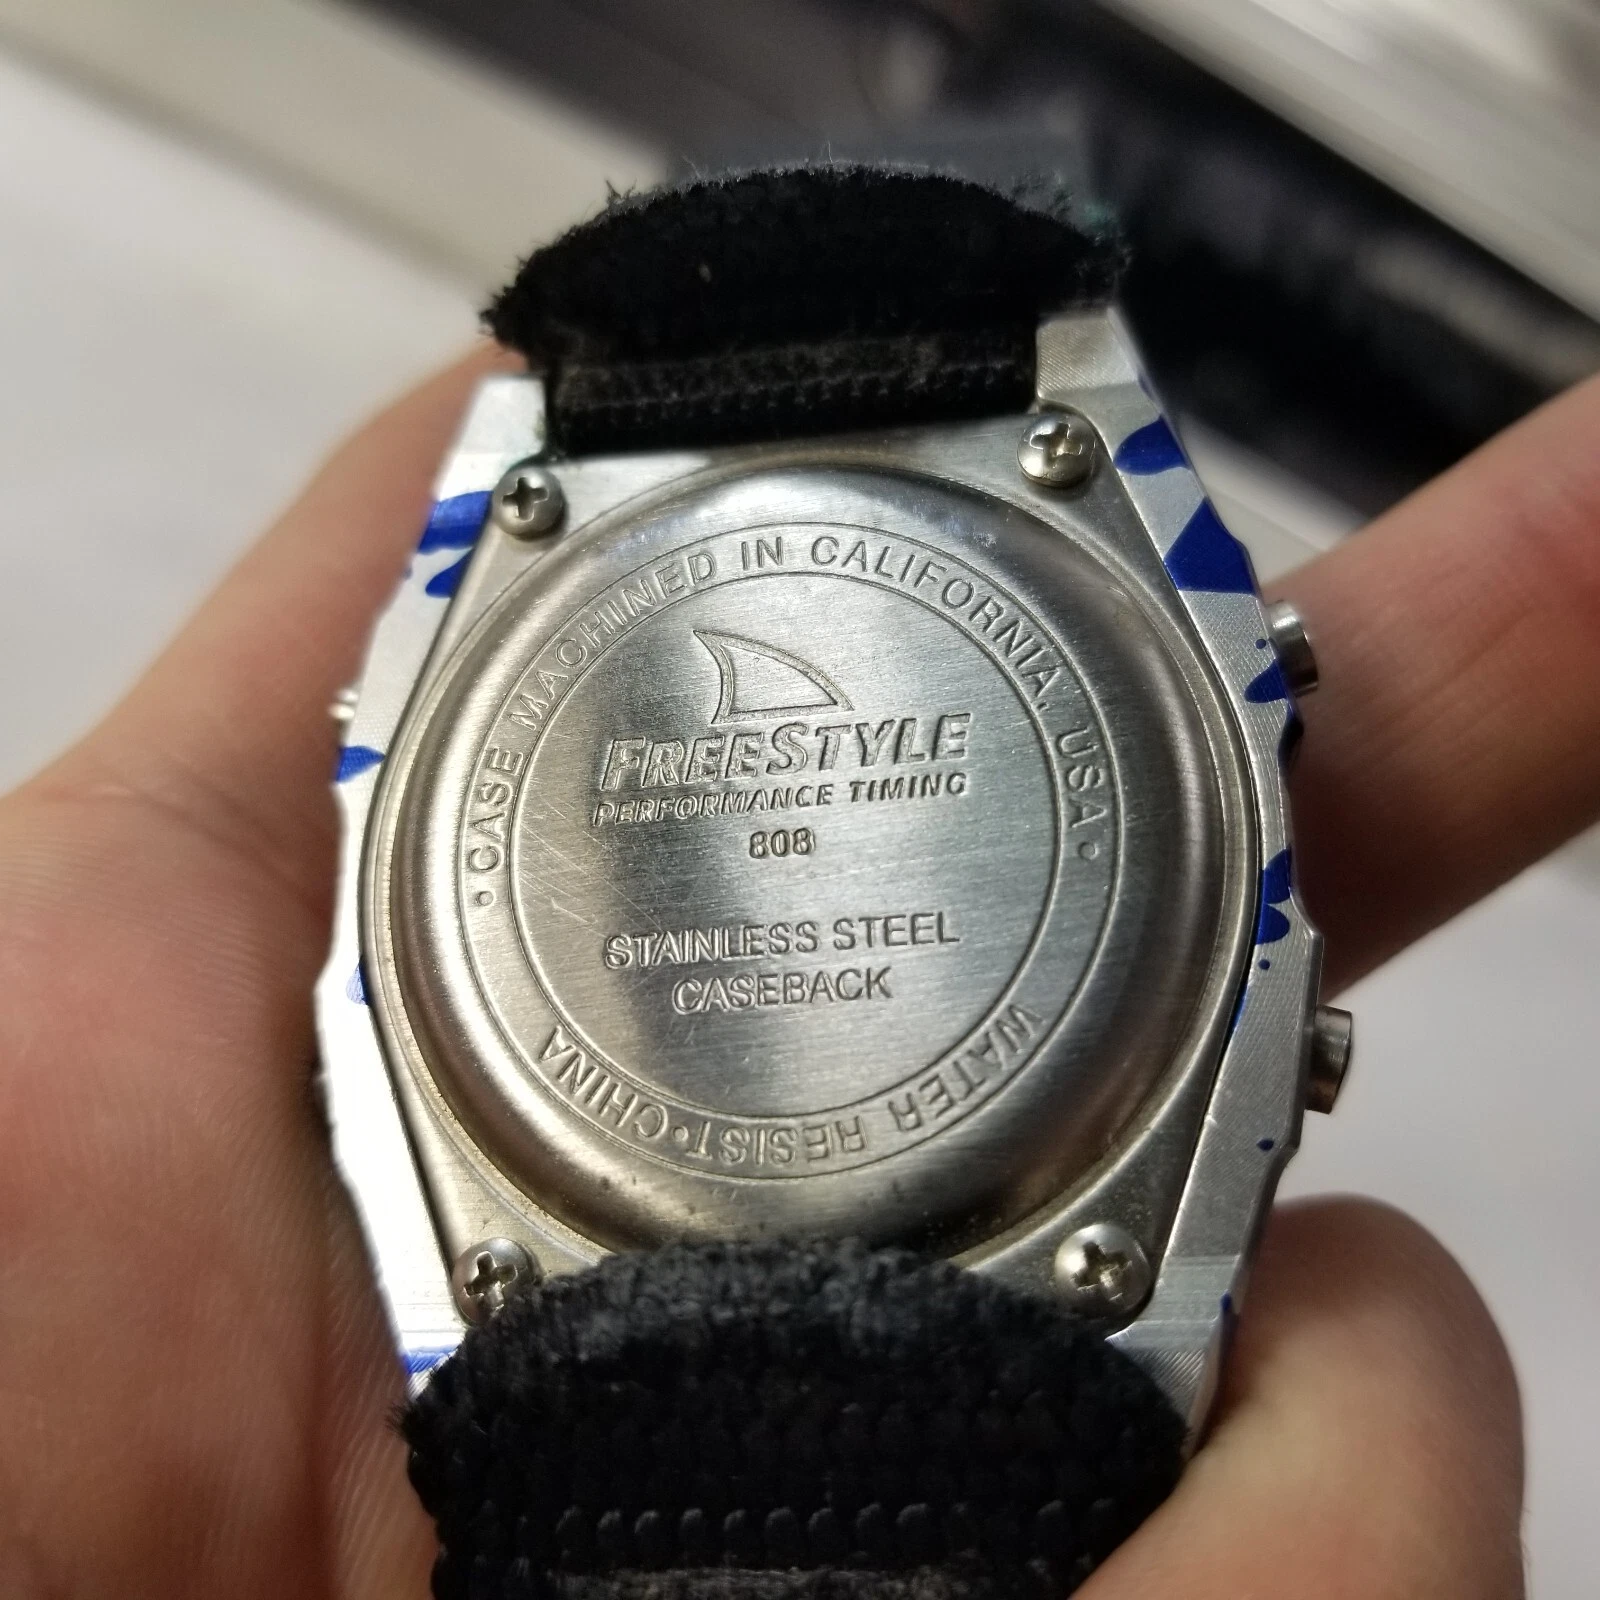 • CASE MACHINED IN CALIFORNIA, USA •
FREESTYLE
PERFORMANCE TIMING
808
STAINLESS STEEL
CASEBACK
WATER RESIST • CHINA